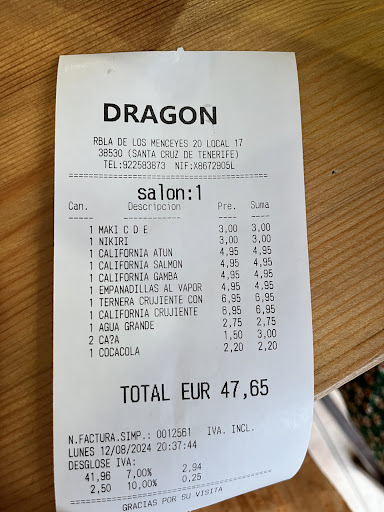 DRAGON
RBLA DE LOS MENCEYES 20 LOCAL 17
38530 (SANTA CRUZ DE TENERIFE)
TEL:922583873 NIF:X8672905L
salon:1
Can. Descripcion Pre. Suma
1 MAKI C D E 3,00 3,00
1 NIKIRI 3,00 3,00
1 CALIFORNIA ATUN 4,95 4,95
1 CALIFORNIA SALMON 4,95 4,95
1 CALIFORNIA GAMBA 4,95 4,95
1 EMPANADILLAS AL VAPOR 4,95 4,95
1 TERNERA CRUJIENTE CON 6,95 6,95
1 CALIFORNIA CRUJIENTE 6,95 6,95
1 AGUA GRANDE 2,75 2,75
2 CA?A 1,50 3,00
1 COCACOLA 2,20 2,20
TOTAL EUR 47,65
N.FACTURA.SIMP.: 0012561 IVA. INCL.
LUNES 12/08/2024 20:37:44
DESGLOSE IVA:
41,96 7,00% 2.94
2,50 10,00% 0.25
GRACIAS POR SU VISITA